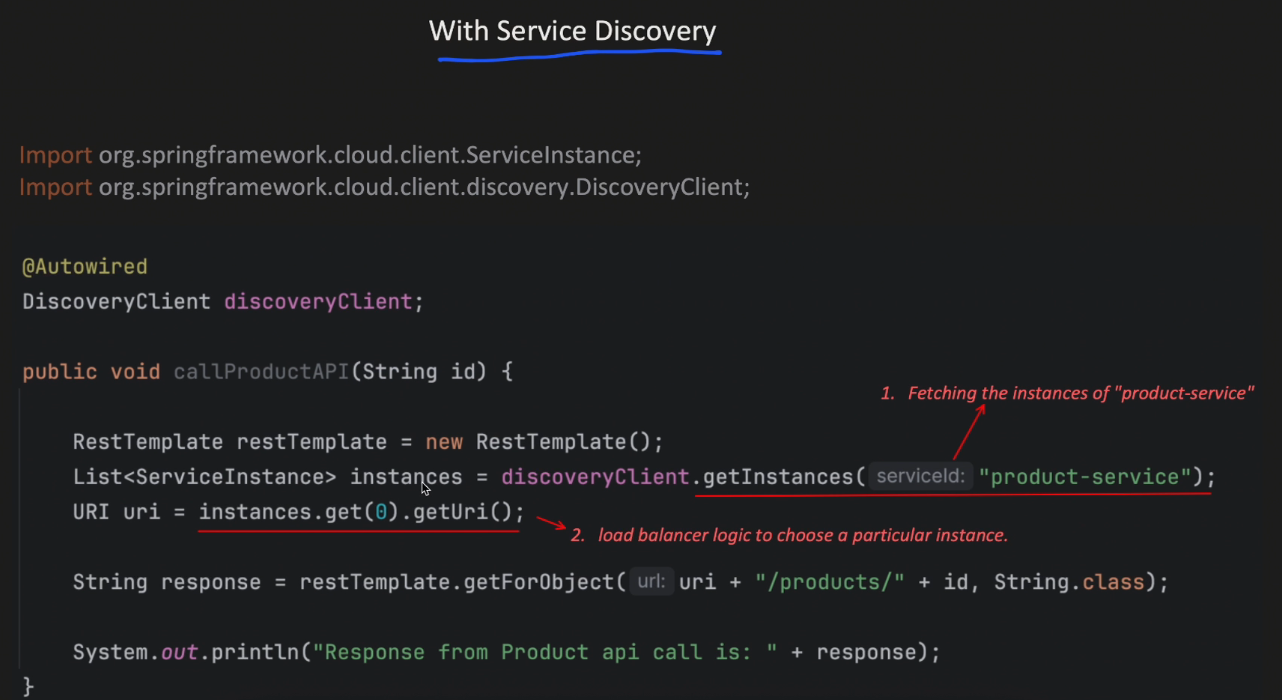 With Service Discovery
Import org.springframework.cloud.client.ServiceInstance;
Import org.springframework.cloud.client.discovery.DiscoveryClient;
@Autowired
DiscoveryClient discoveryClient;
public void callProductAPI(String id) {
1. Fetching the instances of "product-service"
RestTemplate restTemplate = new RestTemplate();
List<ServiceInstance> instances = discoveryClient.getInstances( serviceId: "product-service");
URI uri = instances.get(0).getUri();
2. load balancer logic to choose a particular instance.
String response = restTemplate.getForObject( url: uri + "/products/" + id, String.class);
System.out.println("Response from Product api call is: " + response);
}